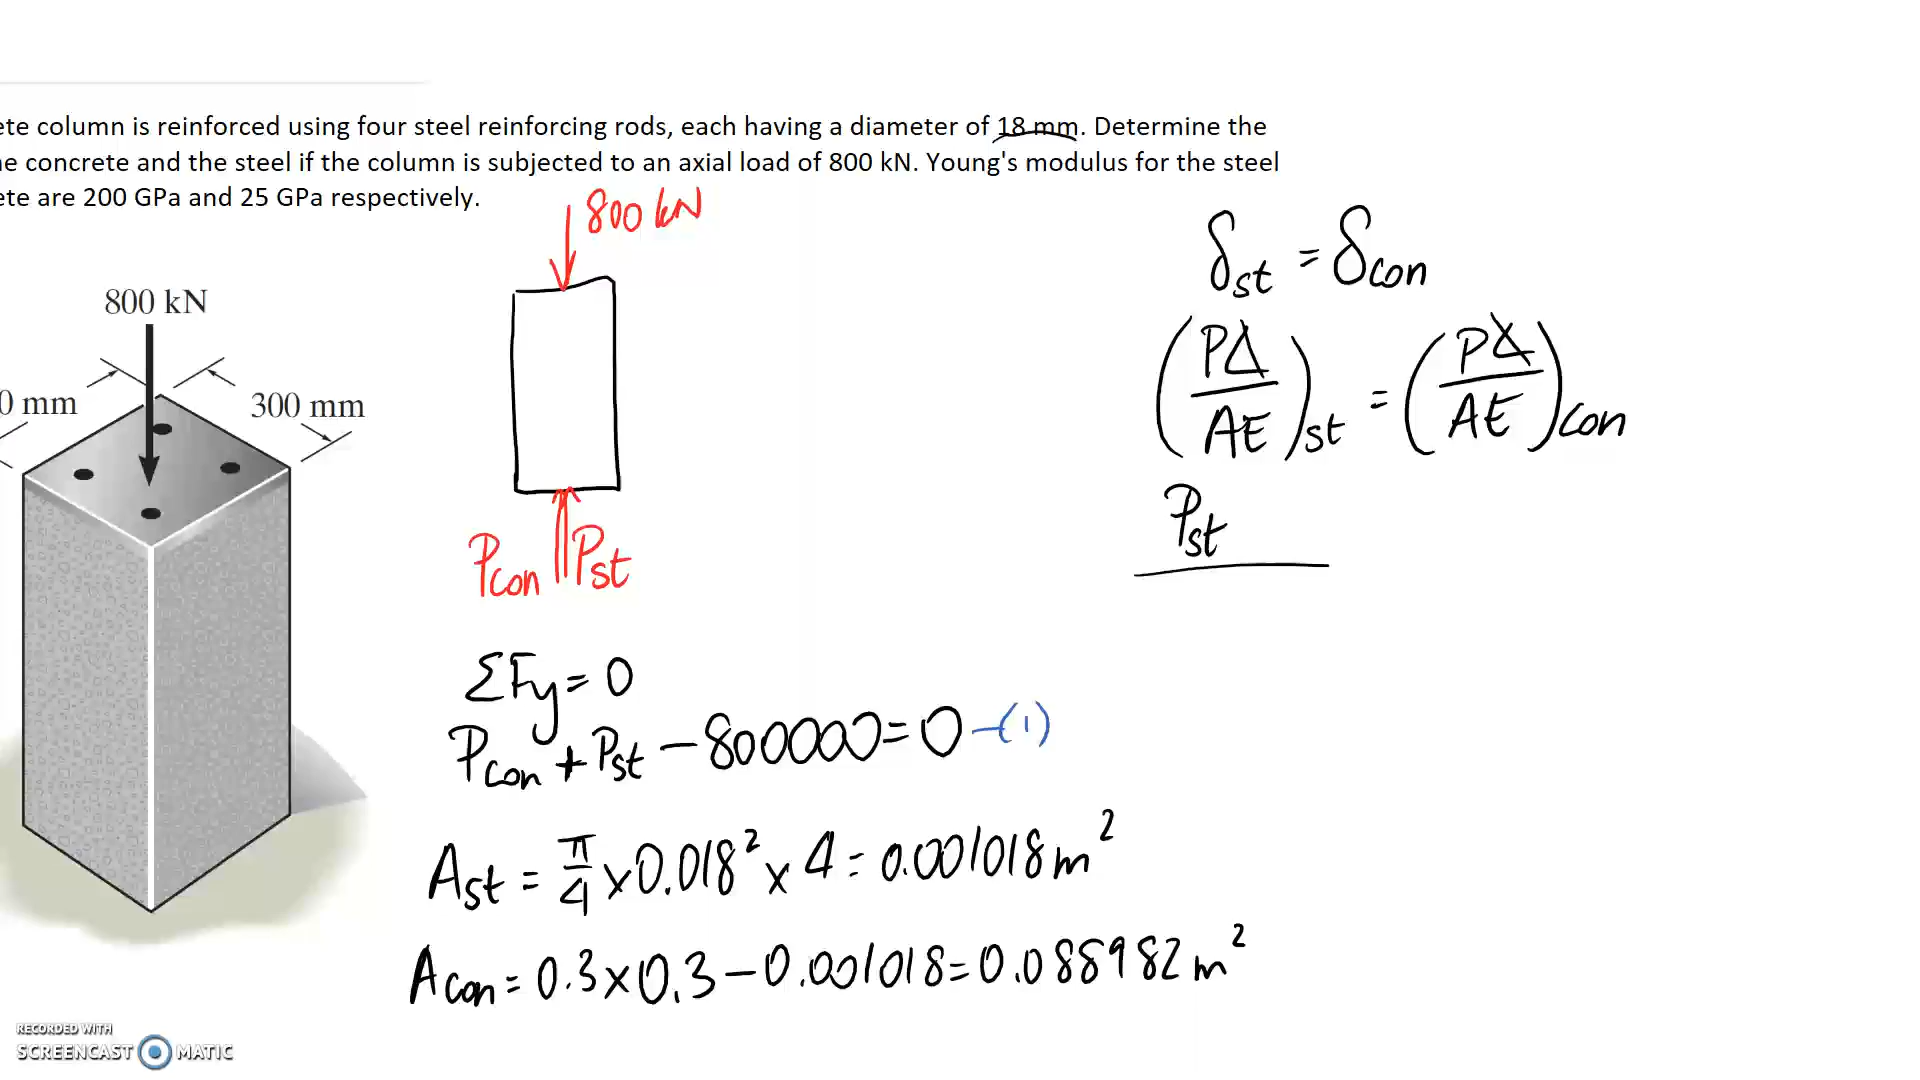 ete column is reinforced using four steel reinforcing rods, each having a diameter of 18 mm. Determine the
e concrete and the steel if the column is subjected to an axial load of 800 kN. Young's modulus for the steel
ete are 200 GPa and 25 GPa respectively.
800 kN
0 mm
300 mm
800 kN
Pcon Pst
ΣFy = 0
Pcon + Pst - 800000 = 0 -(1)
Ast = π/4 x 0.018² x 4 = 0.001018 m²
Acon = 0.3 x 0.3 - 0.001018 = 0.088982 m²
δst = δcon
(PL/AE)st = (PL/AE)con
Pst
RECORDED WITH
SCREENCAST MATIC